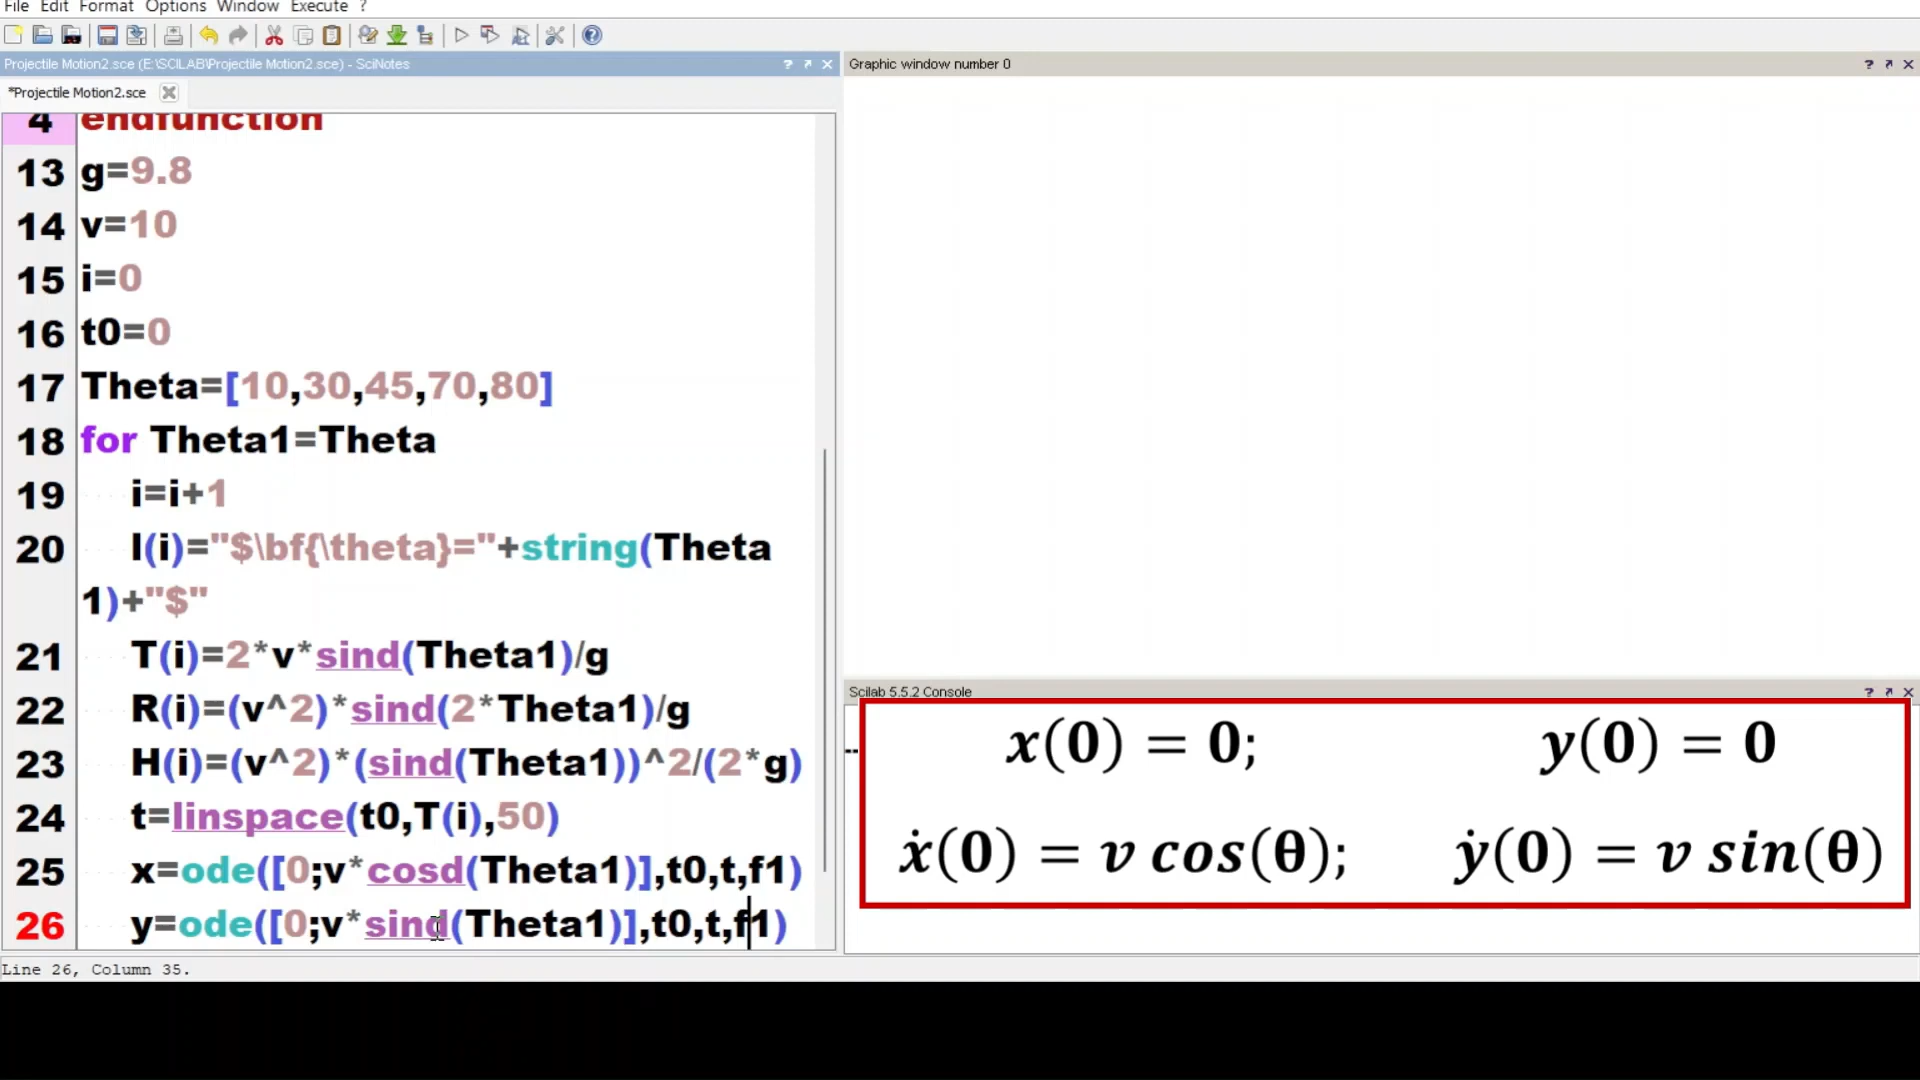 File Edit Format Options Window Execute ?
Projectile Motion2.sce (E:\SCILAB\Projectile Motion2.sce) - SciNotes
*Projectile Motion2.sce
4 endfunction
13 g=9.8
14 v=10
15 i=0
16 t0=0
17 Theta=[10,30,45,70,80]
18 for Theta1=Theta
19 i=i+1
20 l(i)="$\bf{\theta}="+string(Theta
1)+"$"
21 T(i)=2*v*sind(Theta1)/g
22 R(i)=(v^2)*sind(2*Theta1)/g
23 H(i)=(v^2)*(sind(Theta1))^2/(2*g)
24 t=linspace(t0,T(i),50)
25 x=ode([0;v*cosd(Theta1)],t0,t,f1)
26 y=ode([0;v*sind(Theta1)],t0,t,f1)
Line 26, Column 35.
Graphic window number 0
Scilab 5.5.2 Console
--
x(0) = 0; y(0) = 0
ẋ(0) = v cos(θ); ẏ(0) = v sin(θ)